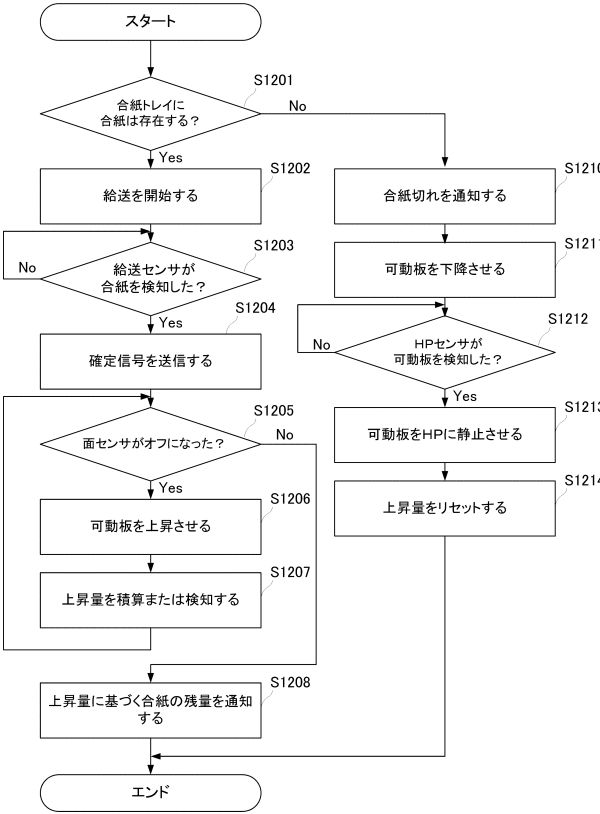 スタート
S1201
合紙トレイに
合紙は存在する?
No
Yes
S1202
給送を開始する
S1203
給送センサが
合紙を検知した?
No
Yes
S1204
確定信号を送信する
S1205
面センサがオフになった?
No
Yes
S1206
可動板を上昇させる
S1207
上昇量を積算または検知する
S1208
上昇量に基づく合紙の残量を通知
する
S1210
合紙切れを通知する
S1211
可動板を下降させる
S1212
HPセンサが
可動板を検知した?
No
Yes
S1213
可動板をHPに静止させる
S1214
上昇量をリセットする
エンド